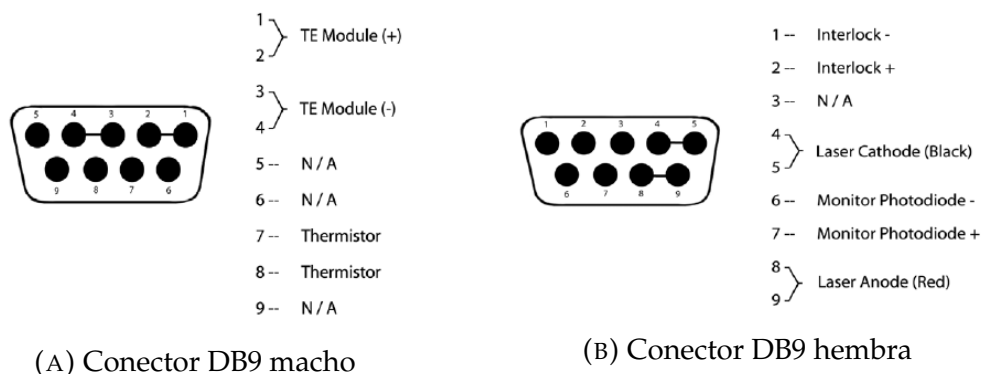 1
2
TE Module (+)
3
4
TE Module (-)
5 -- N / A
6 -- N / A
7 -- Thermistor
8 -- Thermistor
9 -- N / A
5 4 3 2 1
9 8 7 6
(A) Conector DB9 macho
1 -- Interlock -
2 -- Interlock +
3 -- N / A
4
5
Laser Cathode (Black)
6 -- Monitor Photodiode -
7 -- Monitor Photodiode +
8
9
Laser Anode (Red)
1 2 3 4 5
6 7 8 9
(B) Conector DB9 hembra